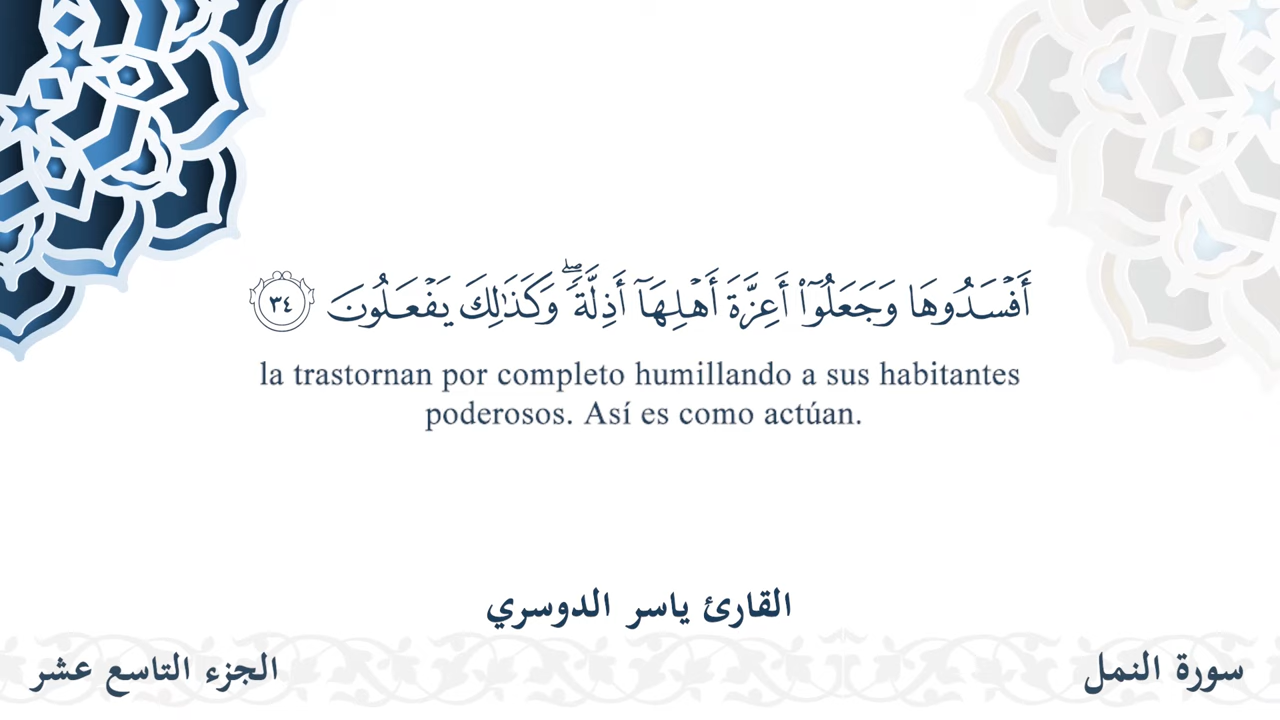 أَفْسَدُوهَا وَجَعَلُوٓا۟ أَعِزَّةَ أَهْلِهَآ أَذِلَّةً ۖ وَكَذَٰلِكَ يَفْعَلُونَ ٣٤
la trastornan por completo humillando a sus habitantes
poderosos. Así es como actúan.
القارئ ياسر الدوسري
سورة النمل
الجزء التاسع عشر